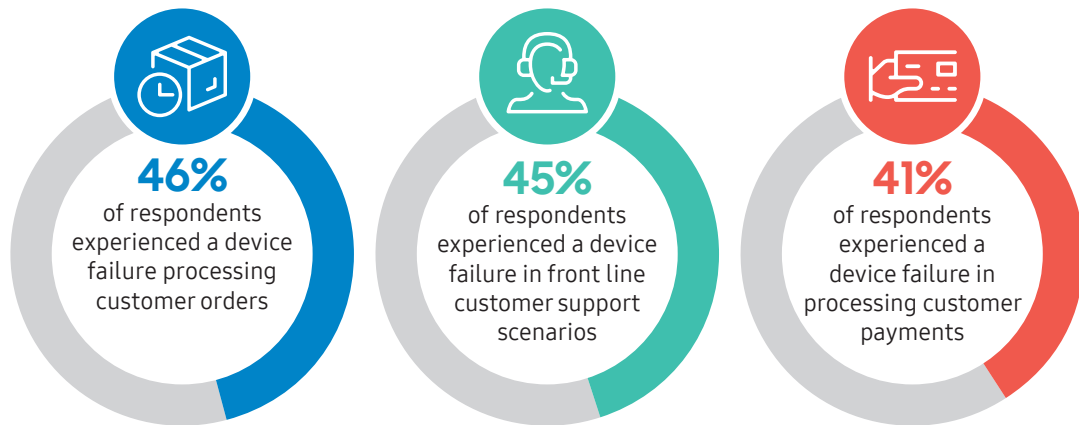 46%
of respondents
experienced a device
failure processing
customer orders
45%
of respondents
experienced a device
failure in front line
customer support
scenarios
41%
of respondents
experienced a
device failure in
processing customer
payments